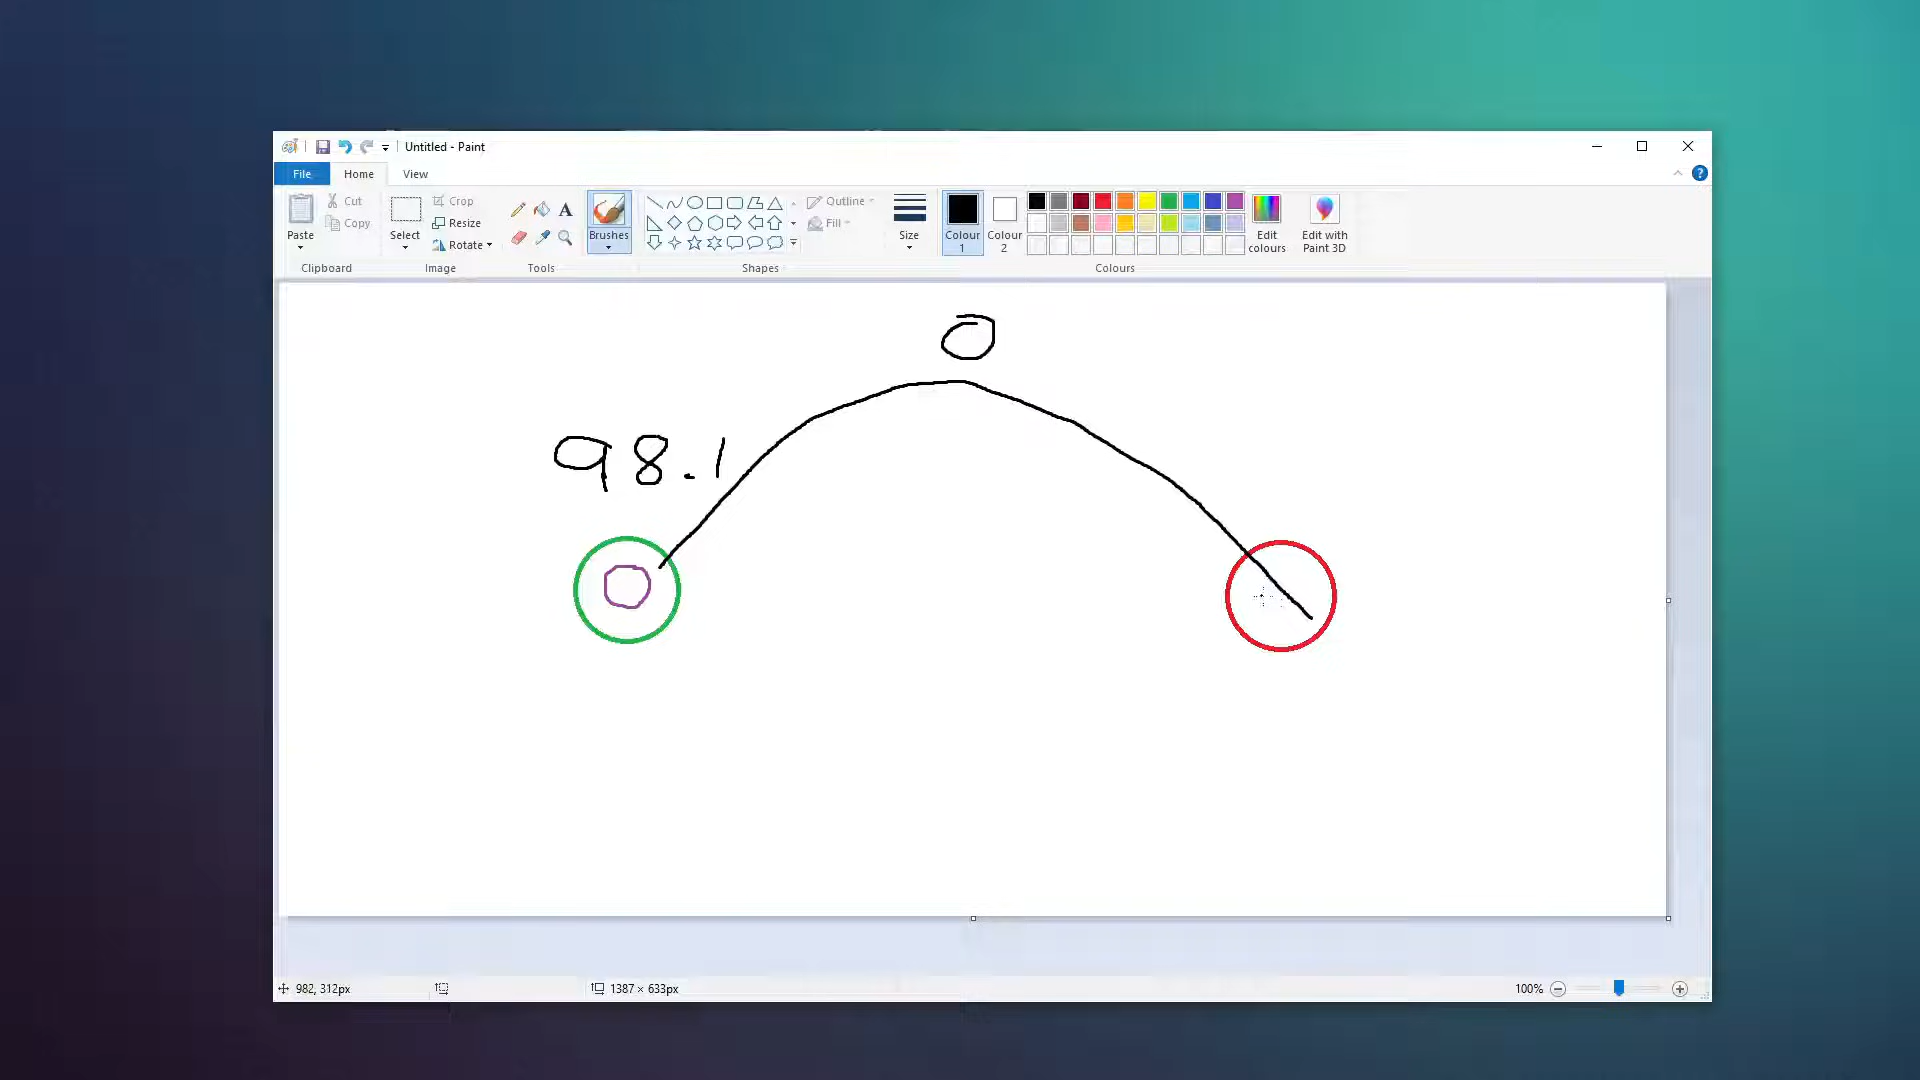 Untitled - Paint
File Home View
Cut
Copy
Paste
Clipboard
Select
Crop
Resize
Rotate
Image
A
Tools
Brushes
Outline
Fill
Shapes
Size
Colour 1
Colour 2
Edit colours
Edit with Paint 3D
Colours
?
0
98.1
982, 312px
1387 × 633px
100%